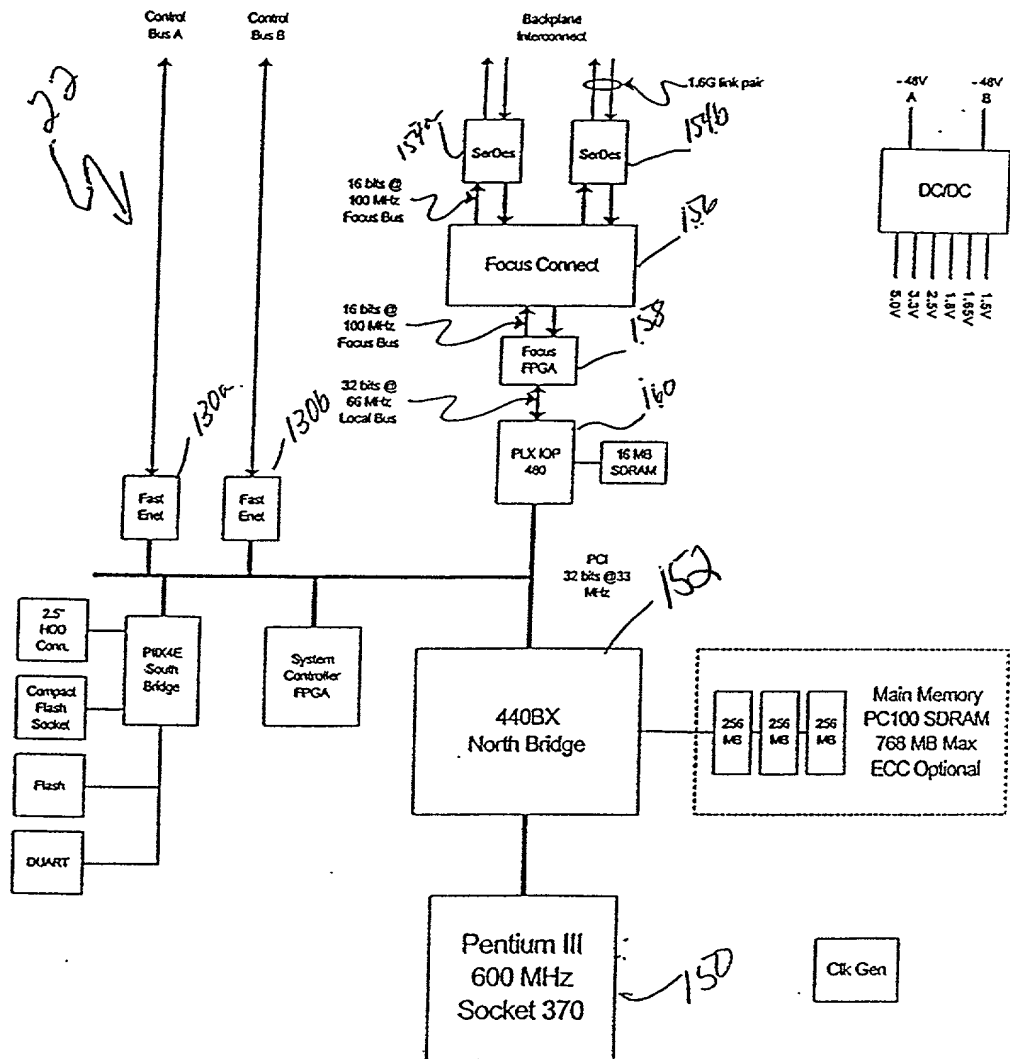 Control
Bus A
Control
Bus B
Backplane
Interconnect
1.6G link pair
-48V
A
-48V
B
22
154a
SerDes
SerDes
154b
DC/DC
16 bits @
100 MHz
Focus Bus
Focus Connect
156
5.0V
3.3V
2.5V
1.8V
1.65V
1.5V
16 bits @
100 MHz
Focus Bus
158
Focus
FPGA
32 bits @
66 MHz
Local Bus
160
130a
130b
PLX IOP
480
16 MB
SDRAM
Fast
Enet
Fast
Enet
PCI
32 bits @33
MHz
152
2.5"
HDD
Conn.
PIIX4E
South
Bridge
System
Controller
FPGA
Compact
Flash
Socket
440BX
North Bridge
256
MB
256
MB
256
MB
Main Memory
PC100 SDRAM
768 MB Max
ECC Optional
Flash
DUART
Pentium III
600 MHz
Socket 370
150
Clk Gen